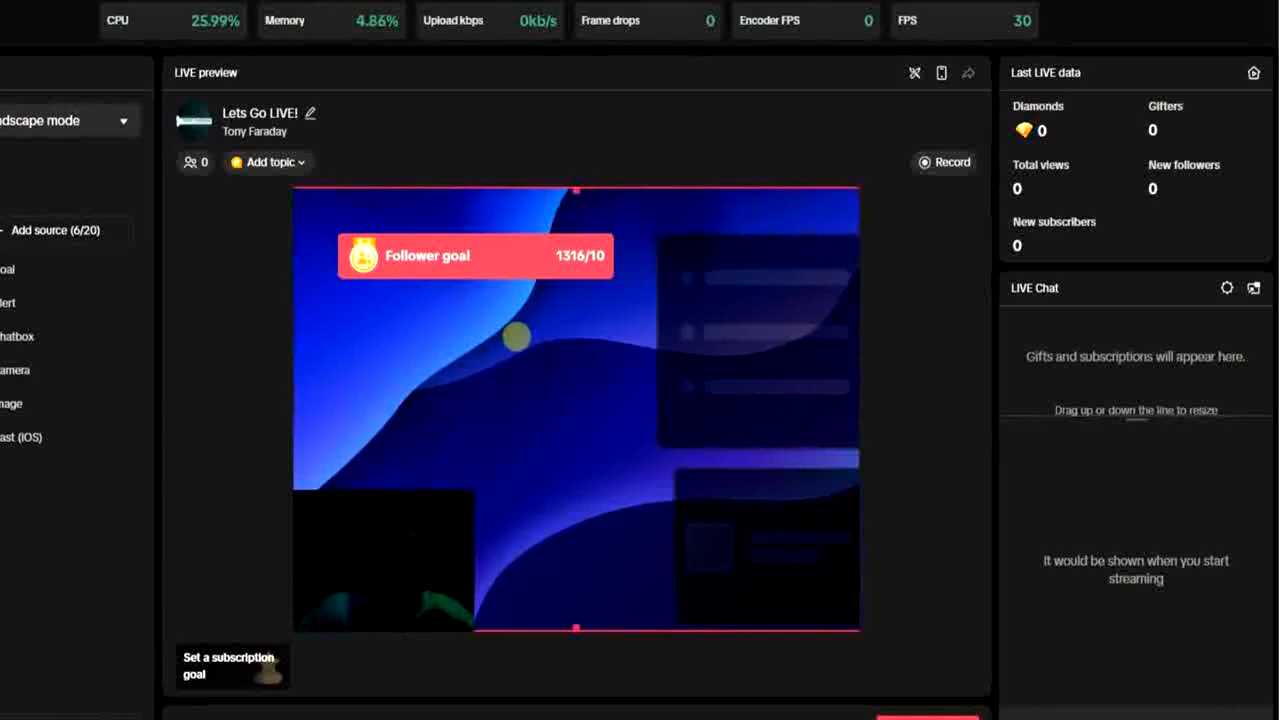 CPU 25.99% Memory 4.86% Upload kbps 0kb/s Frame drops 0 Encoder FPS 0 FPS 30
dscape mode
Add source (6/20)
oal
lert
hatbox
amera
mage
ast (iOS)
LIVE preview
Lets Go LIVE!
Tony Faraday
0 Add topic
Record
Follower goal 1316/10
Set a subscription
goal
Last LIVE data
Diamonds Gifters
0 0
Total views New followers
0 0
New subscribers
0
LIVE Chat
Gifts and subscriptions will appear here.
Drag up or down the line to resize
It would be shown when you start
streaming